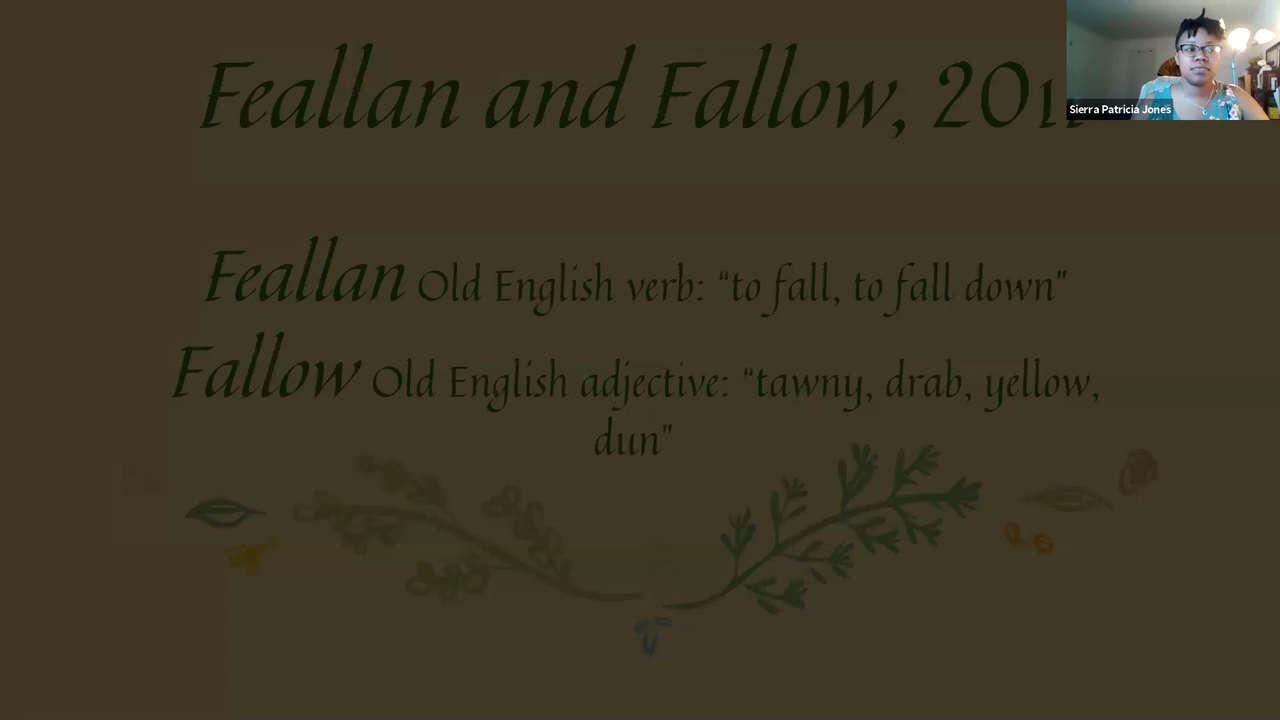 Feallan and Fallow,
Sierra Patricia Jones
Feallan Old English verb: “to fall, to fall down”
Fallow Old English adjective: “tawny, drab, yellow,
dun”